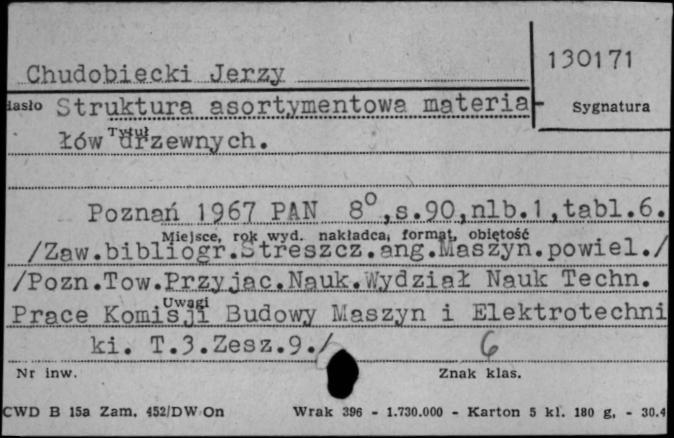 130171
Chudobiecki Jerzy
Hasło Struktura asortymentowa materia- Sygnatura
Tytuł
łów drzewnych.
Poznań 1967 PAN 8°,s.90,nlb.1,tabl.6.
Miejsce, rok wyd. nakładca, format, objętość
/Zaw.bibliogr.Streszcz.ang.Maszyn.powiel./
/Pozn.Tow.Przyjac.Nauk.Wydział Nauk Techn.
Uwagi
Prace Komisji Budowy Maszyn i Elektrotechni
ki. T.3.Zesz.9./ 6
Nr inw. Znak klas.
CWD B 15a Zam. 452/DW/On Wrak 396 - 1.730.000 - Karton 5 kl. 180 g, - 30.4